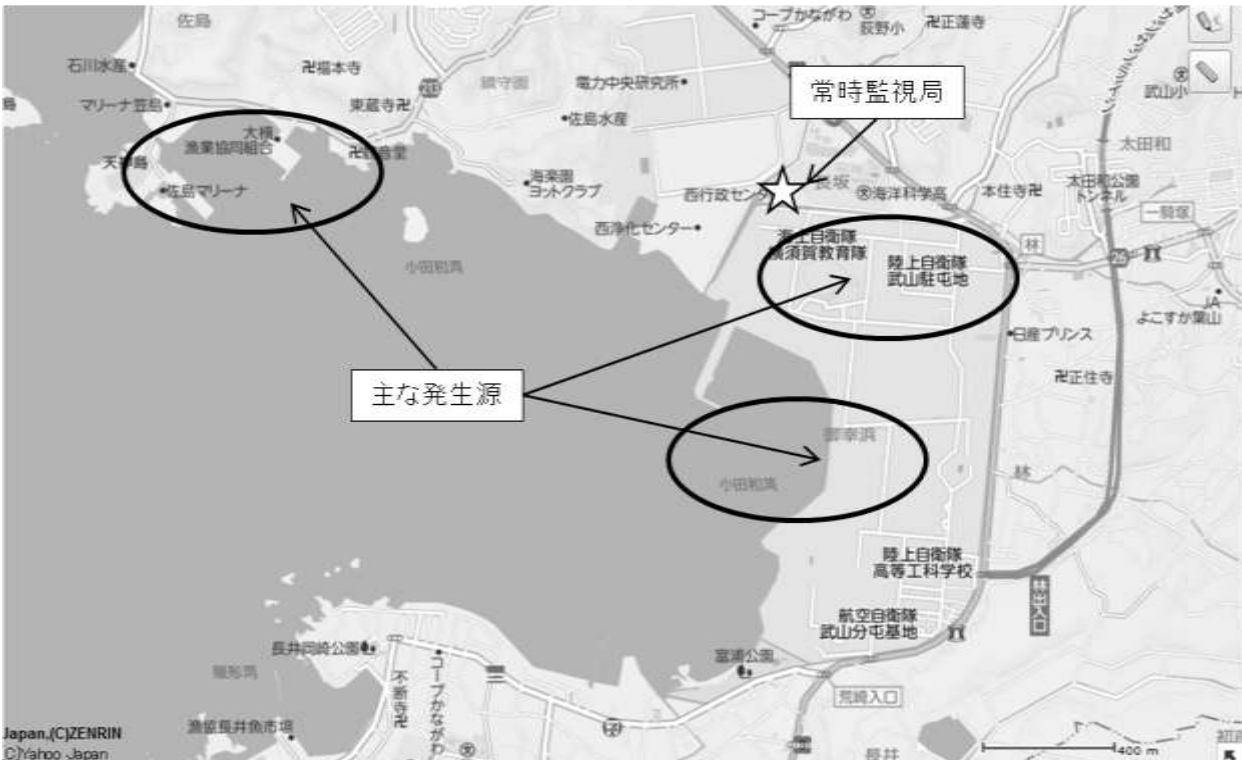 佐島
コープかながわ
荻野小
卍正蓮寺
石川水産
卍福本寺
鎮守園
電力中央研究所
常時監視局
武山小
マリーナ笠島
東蔵寺卍
佐島水産
大楠
漁業協同組合
太田和
天神島
佐島マリーナ
海楽園
ヨットクラブ
西行政センタ
長坂
海洋科学高
本住寺卍
太田和公園
トンネル
一騎塚
西浄化センター
海上自衛隊
横須賀教育隊
陸上自衛隊
武山駐屯地
林
26
小田和湾
JA
よこすか葉山
日産プリンス
主な発生源
卍正住寺
御幸浜
小田和湾
林
陸上自衛隊
高等工科学校
林出入口
航空自衛隊
武山分屯基地
長井岡崎公園
富浦公園
不断寺卍
コープかながわ
荒崎入口
漁協長井魚市場
Japan,(C)ZENRIN
C)Yahoo Japan
長井
400 m